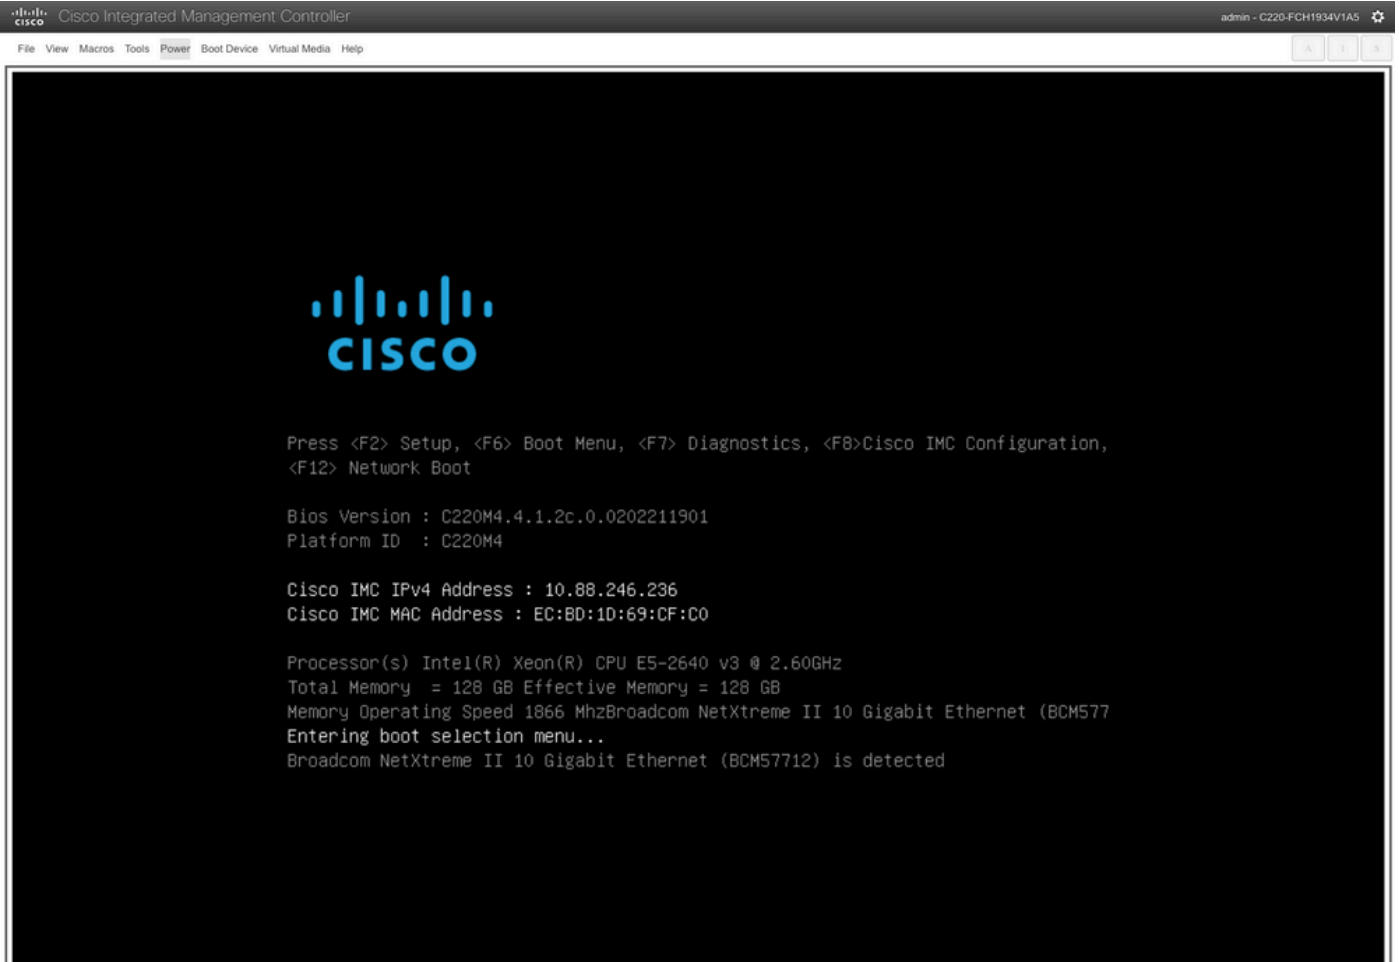 CISCO Cisco Integrated Management Controller admin - C220-FCH1934V1A5
File View Macros Tools Power Boot Device Virtual Media Help A 1 S
CISCO
Press <F2> Setup, <F6> Boot Menu, <F7> Diagnostics, <F8>Cisco IMC Configuration,
<F12> Network Boot
Bios Version : C220M4.4.1.2c.0.0202211901
Platform ID : C220M4
Cisco IMC IPv4 Address : 10.88.246.236
Cisco IMC MAC Address : EC:BD:1D:69:CF:C0
Processor(s) Intel(R) Xeon(R) CPU E5-2640 v3 @ 2.60GHz
Total Memory = 128 GB Effective Memory = 128 GB
Memory Operating Speed 1866 MhzBroadcom NetXtreme II 10 Gigabit Ethernet (BCM577
Entering boot selection menu...
Broadcom NetXtreme II 10 Gigabit Ethernet (BCM57712) is detected